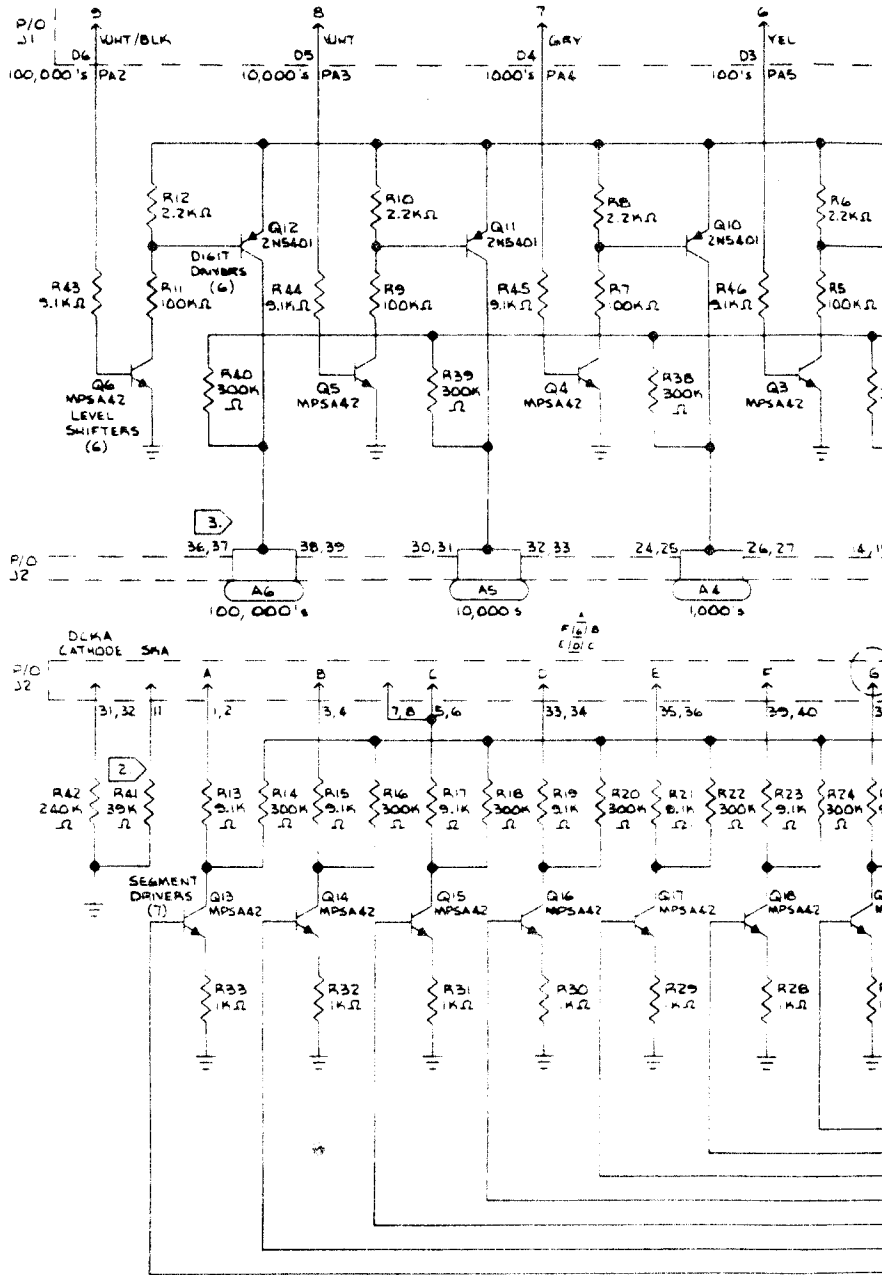 9 8 7 6
P/O J1 WHT/BLK WHT GRY YEL
D6 D5 D4 D3
100,000's PA2 10,000's PA3 1000's PA4 100's PA5
R12 2.2KΩ
Q12 2N5401
R10 2.2KΩ
Q11 2N5401
R8 2.2KΩ
Q10 2N5401
R6 2.2KΩ
DIGIT DRIVERS (6)
R43 9.1KΩ
R11 100KΩ
R44 9.1KΩ
R9 100KΩ
R45 9.1KΩ
R7 100KΩ
R46 9.1KΩ
R5 100KΩ
Q6 MPSA42
LEVEL SHIFTERS (6)
R40 300K Ω
Q5 MPSA42
R39 300K Ω
Q4 MPSA42
R38 300K Ω
Q3 MPSA42
3.
P/O J2
36,37 38,39 30,31 32,33 24,25 26,27
A6 A5 A4
100,000's 10,000s 1,000's
A
F/G/B
E/D/C
CATHODE
P/O J2
A B C D E F G
31,32 11 1,2 3,4 7,8 5,6 33,34 35,36 39,40
2
R42 240K Ω
R41 39K Ω
R13 9.1K Ω
R14 300K Ω
R15 9.1K Ω
R16 300K Ω
R17 9.1K Ω
R18 300K Ω
R19 9.1K Ω
R20 300K Ω
R21 9.1K Ω
R22 300K Ω
R23 9.1K Ω
R24 300K Ω
SEGMENT DRIVERS (7)
Q13 MPSA42
Q14 MPSA42
Q15 MPSA42
Q16 MPSA42
Q17 MPSA42
Q18 MPSA42
R33 1KΩ
R32 1KΩ
R31 1KΩ
R30 1KΩ
R29 1KΩ
R28 1KΩ